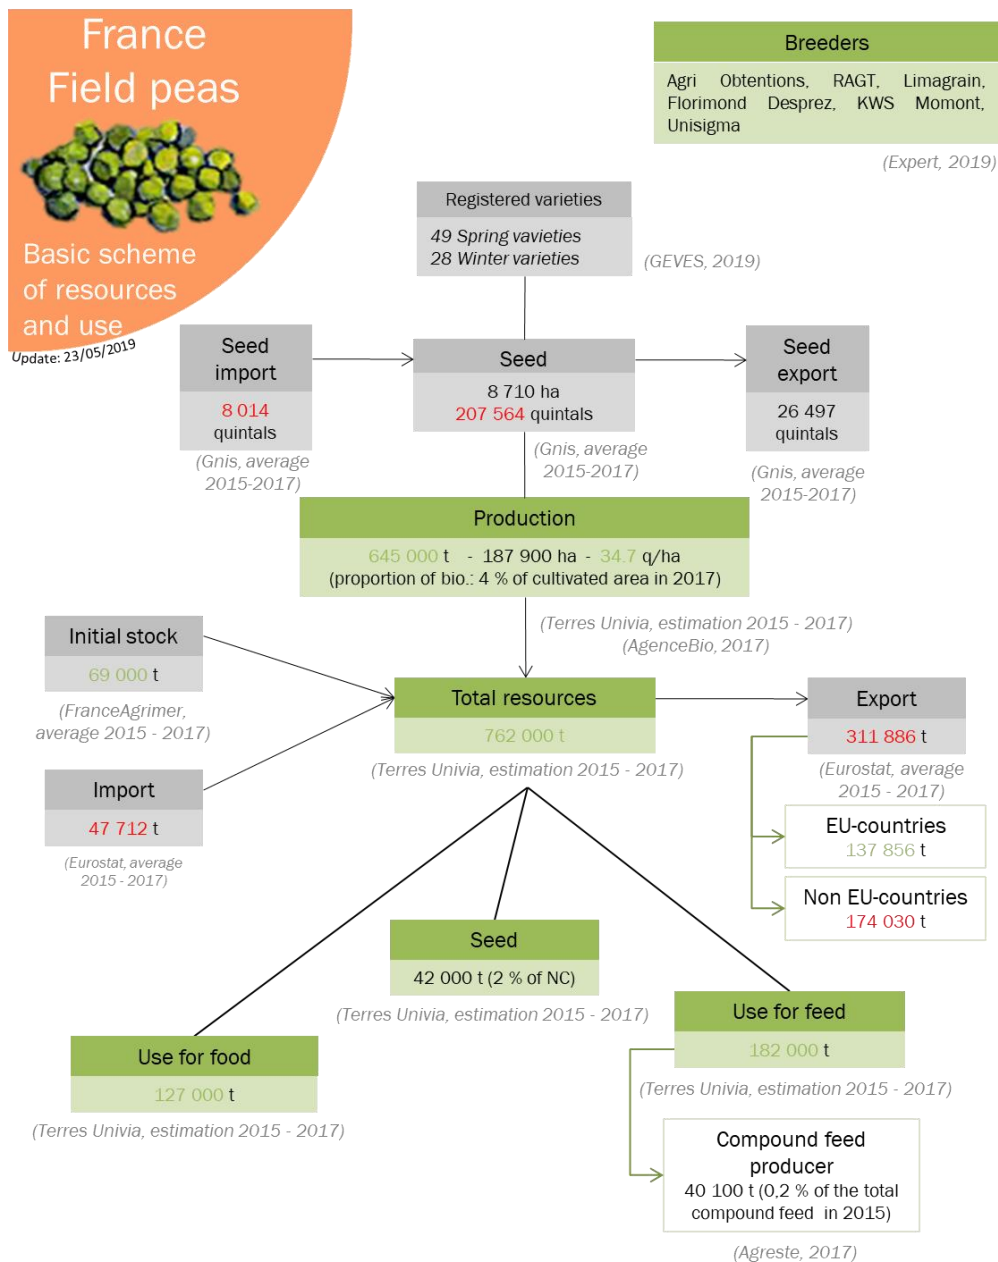 France
Field peas
Basic scheme
of resources
and use
Update: 23/05/2019
Breeders
Agri Obtentions, RAGT, Limagrain,
Florimond Desprez, KWS Momont,
Unisigma
(Expert, 2019)
Registered varieties
49 Spring vavieties
28 Winter varieties
(GEVES, 2019)
Seed
import
8 014
quintals
(Gnis, average
2015-2017)
Seed
8 710 ha
207 564 quintals
(Gnis, average
2015-2017)
Seed
export
26 497
quintals
(Gnis, average
2015-2017)
Production
645 000 t - 187 900 ha - 34.7 q/ha
(proportion of bio.: 4 % of cultivated area in 2017)
(Terres Univia, estimation 2015 - 2017)
(AgenceBio, 2017)
Initial stock
69 000 t
(FranceAgrimer,
average 2015 - 2017)
Import
47 712 t
(Eurostat, average
2015 - 2017)
Total resources
762 000 t
(Terres Univia, estimation 2015 - 2017)
Export
311 886 t
(Eurostat, average
2015 - 2017)
EU-countries
137 856 t
Non EU-countries
174 030 t
Seed
42 000 t (2 % of NC)
(Terres Univia, estimation 2015 - 2017)
Use for food
127 000 t
(Terres Univia, estimation 2015 - 2017)
Use for feed
182 000 t
(Terres Univia, estimation 2015 - 2017)
Compound feed
producer
40 100 t (0,2 % of the total
compound feed in 2015)
(Agreste, 2017)